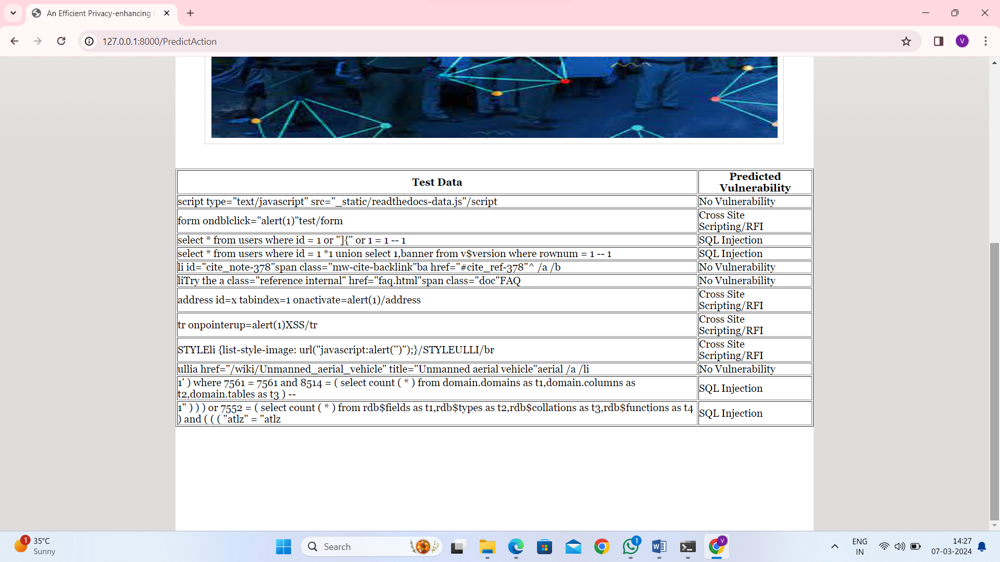 An Efficient Privacy-enhancing
127.0.0.1:8000/PredictAction
V
Test Data
Predicted
Vulnerability
script type="text/javascript" src="_static/readthedocs-data.js"/script
No Vulnerability
form ondblclick="alert(1)"test/form
Cross Site
Scripting/RFI
select * from users where id = 1 or "]{" or 1 = 1 -- 1
SQL Injection
select * from users where id = 1 *1 union select 1,banner from v$version where rownum = 1 -- 1
SQL Injection
li id="cite_note-378"span class="mw-cite-backlink"ba href="#cite_ref-378"^ /a /b
No Vulnerability
liTry the a class="reference internal" href="faq.html"span class="doc"FAQ
No Vulnerability
address id=x tabindex=1 onactivate=alert(1)/address
Cross Site
Scripting/RFI
tr onpointerup=alert(1)XSS/tr
Cross Site
Scripting/RFI
STYLEli {list-style-image: url("javascript:alert('')");}/STYLEULLI/br
Cross Site
Scripting/RFI
ullia href="/wiki/Unmanned_aerial_vehicle" title="Unmanned aerial vehicle"aerial /a /li
No Vulnerability
1' ) where 7561 = 7561 and 8514 = ( select count ( * ) from domain.domains as t1,domain.columns as
t2,domain.tables as t3 ) --
SQL Injection
1" ) ) ) or 7552 = ( select count ( * ) from rdb$fields as t1,rdb$types as t2,rdb$collations as t3,rdb$functions as t4
) and ( ( ( "atlz" = "atlz
SQL Injection
1
35°C
Sunny
Search
1
V
ENG
IN
14:27
07-03-2024